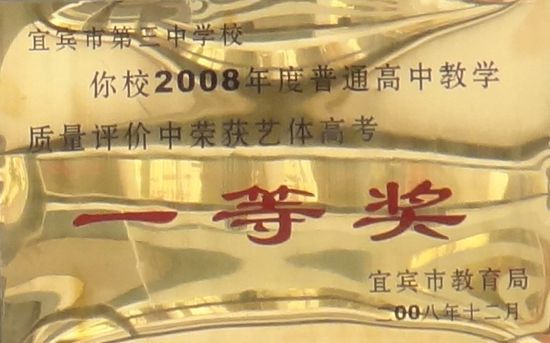 宜宾市第三中学校
你校2008年度普通高中教学
质量评价中荣获艺体高考
一等奖
宜宾市教育局
二00八年十二月